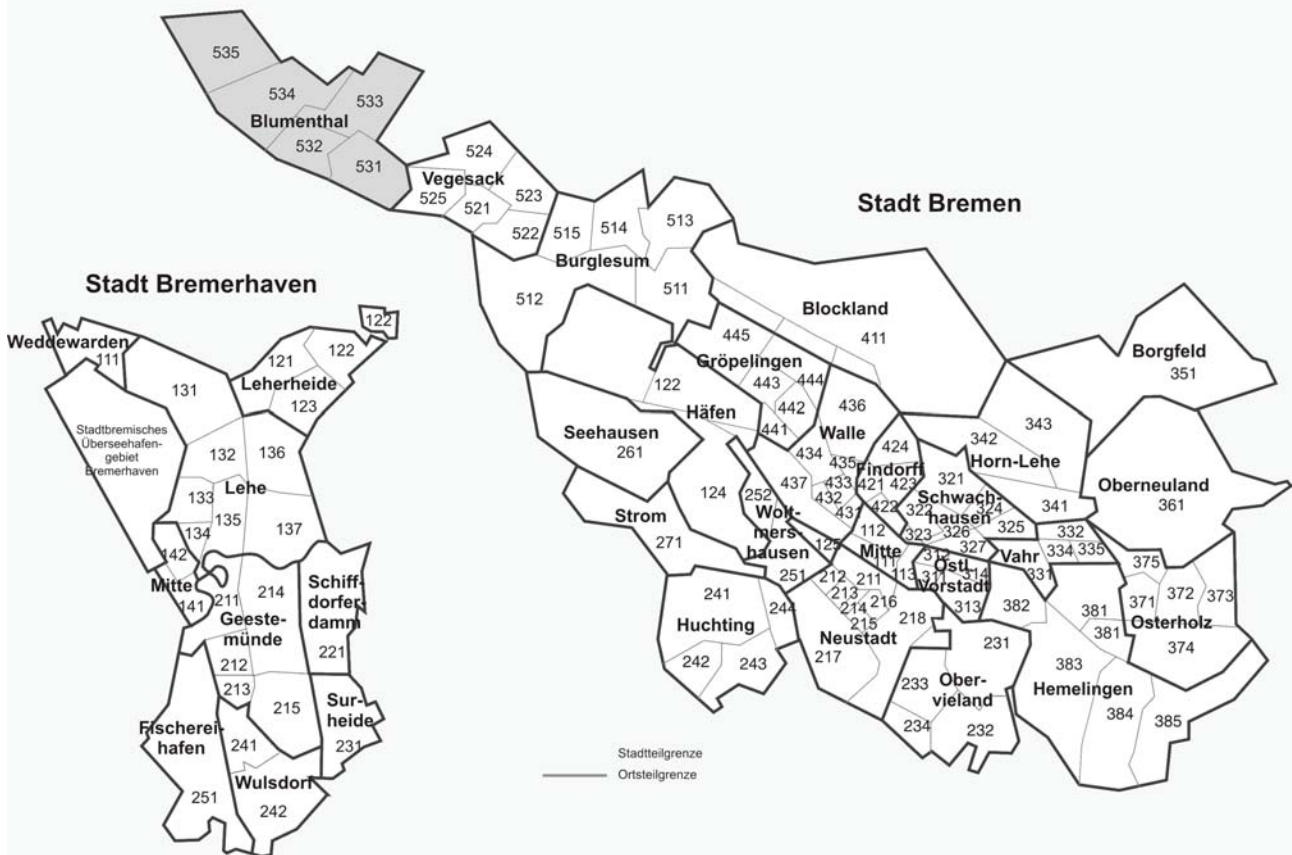 535
534
533
Blumenthal
532
531
524
Vegesack
525
523
521
522
515
514
513
Burglesum
512
511
Stadt Bremen
Blockland
411
445
Gröpelingen
443
444
442
441
122
Häfen
Seehausen
261
Strom
271
124
252
Wolt-
mers-
hausen
125
251
436
Walle
434
435
433
437
432
431
424
Findorff
421
423
422
112
Mitte
111
113
Borgfeld
351
343
342
Horn-Lehe
341
321
Schwach-
hausen
322
324
325
323
326
327
Oberneuland
361
332
334
335
Vahr
331
312
Östl.
311
314
Vorstadt
313
375
371
372
373
Osterholz
374
382
381
381
383
Hemelingen
384
385
241
244
Huchting
242
243
212
211
213
214
216
215
218
Neustadt
217
231
233
Ober-
vieland
234
232
Stadt Bremerhaven
Weddewarden
111
131
122
121
122
Leherheide
123
Stadtbremisches
Überseehafen-
gebiet
Bremerhaven
132
136
Lehe
133
135
134
137
142
Mitte
141
211
214
Geeste-
münde
Schiff-
dorfer-
damm
221
212
213
215
Sur-
heide
231
Fischerei-
hafen
251
241
Wulsdorf
242
Stadtteilgrenze
Ortsteilgrenze